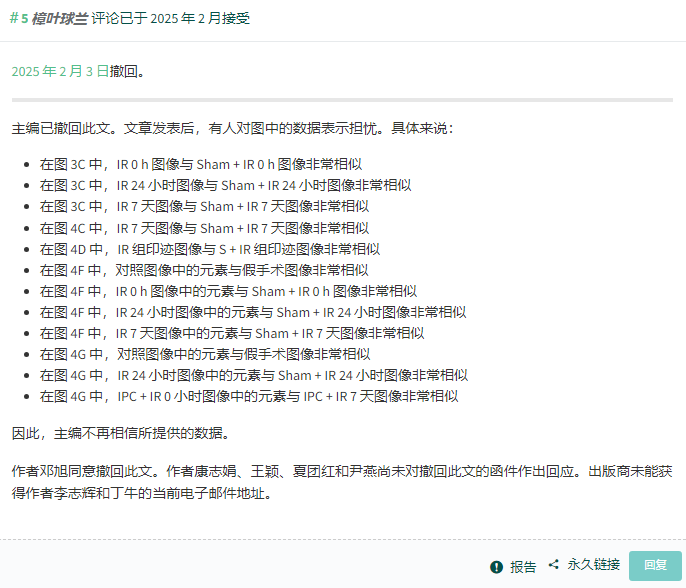 #5 樟叶球兰 评论已于 2025 年 2 月接受
2025 年 2 月 3 日撤回。
主编已撤回此文。文章发表后，有人对图中的数据表示担忧。具体来说：
• 在图 3C 中，IR 0 h 图像与 Sham + IR 0 h 图像非常相似
• 在图 3C 中，IR 24 小时图像与 Sham + IR 24 小时图像非常相似
• 在图 3C 中，IR 7 天图像与 Sham + IR 7 天图像非常相似
• 在图 4C 中，IR 7 天图像与 Sham + IR 7 天图像非常相似
• 在图 4D 中，IR 组印迹图像与 S + IR 组印迹图像非常相似
• 在图 4F 中，对照图像中的元素与假手术图像非常相似
• 在图 4F 中，IR 0 h 图像中的元素与 Sham + IR 0 h 图像非常相似
• 在图 4F 中，IR 24 小时图像中的元素与 Sham + IR 24 小时图像非常相似
• 在图 4F 中，IR 7 天图像中的元素与 Sham + IR 7 天图像非常相似
• 在图 4G 中，对照图像中的元素与假手术图像非常相似
• 在图 4G 中，IR 24 小时图像中的元素与 Sham + IR 24 小时图像非常相似
• 在图 4G 中，IPC + IR 0 小时图像中的元素与 IPC + IR 7 天图像非常相似
因此，主编不再相信所提供的数据。
作者邓旭同意撤回此文。作者康志娟、王颖、夏团红和尹燕尚未对撤回此文的函件作出回应。出版商未能获
得作者李志辉和丁牛的当前电子邮件地址。
报告 永久链接 回复